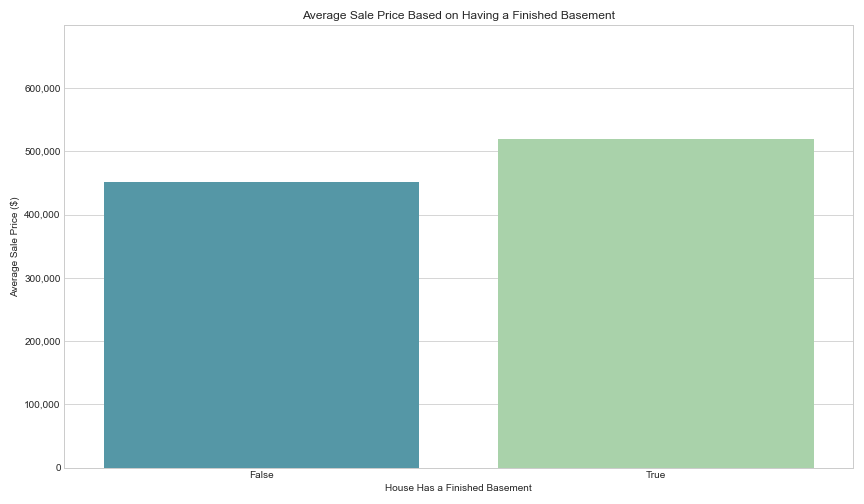 Average Sale Price Based on Having a Finished Basement
600,000
500,000
400,000
300,000
200,000
100,000
0
Average Sale Price ($)
False True
House Has a Finished Basement